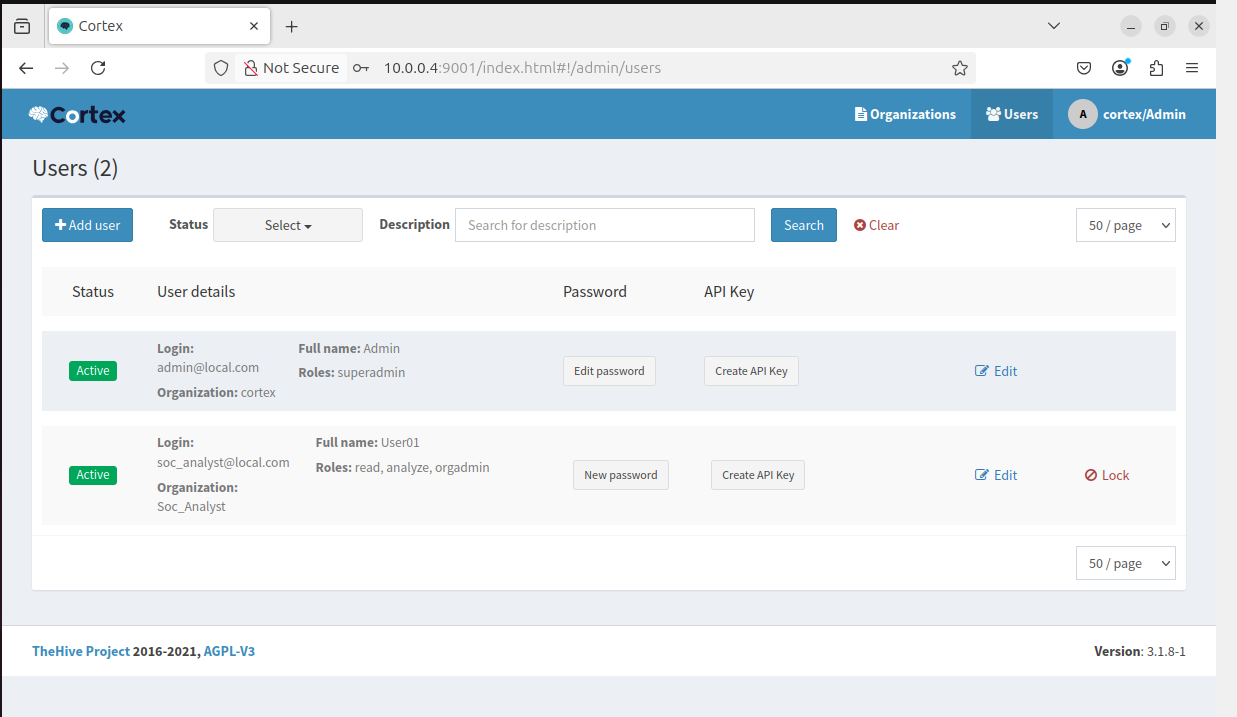 Cortex
Not Secure 10.0.0.4:9001/index.html#!/admin/users
Cortex Organizations Users A cortex/Admin
Users (2)
Add user Status Select Description Search for description Search Clear 50 / page
Status User details Password API Key
Login: Full name: Admin
admin@local.com Roles: superadmin
Active Edit password Create API Key Edit
Organization: cortex
Login: Full name: User01
soc_analyst@local.com Roles: read, analyze, orgadmin
Active New password Create API Key Edit Lock
Organization:
Soc_Analyst
50 / page
TheHive Project 2016-2021, AGPL-V3 Version: 3.1.8-1